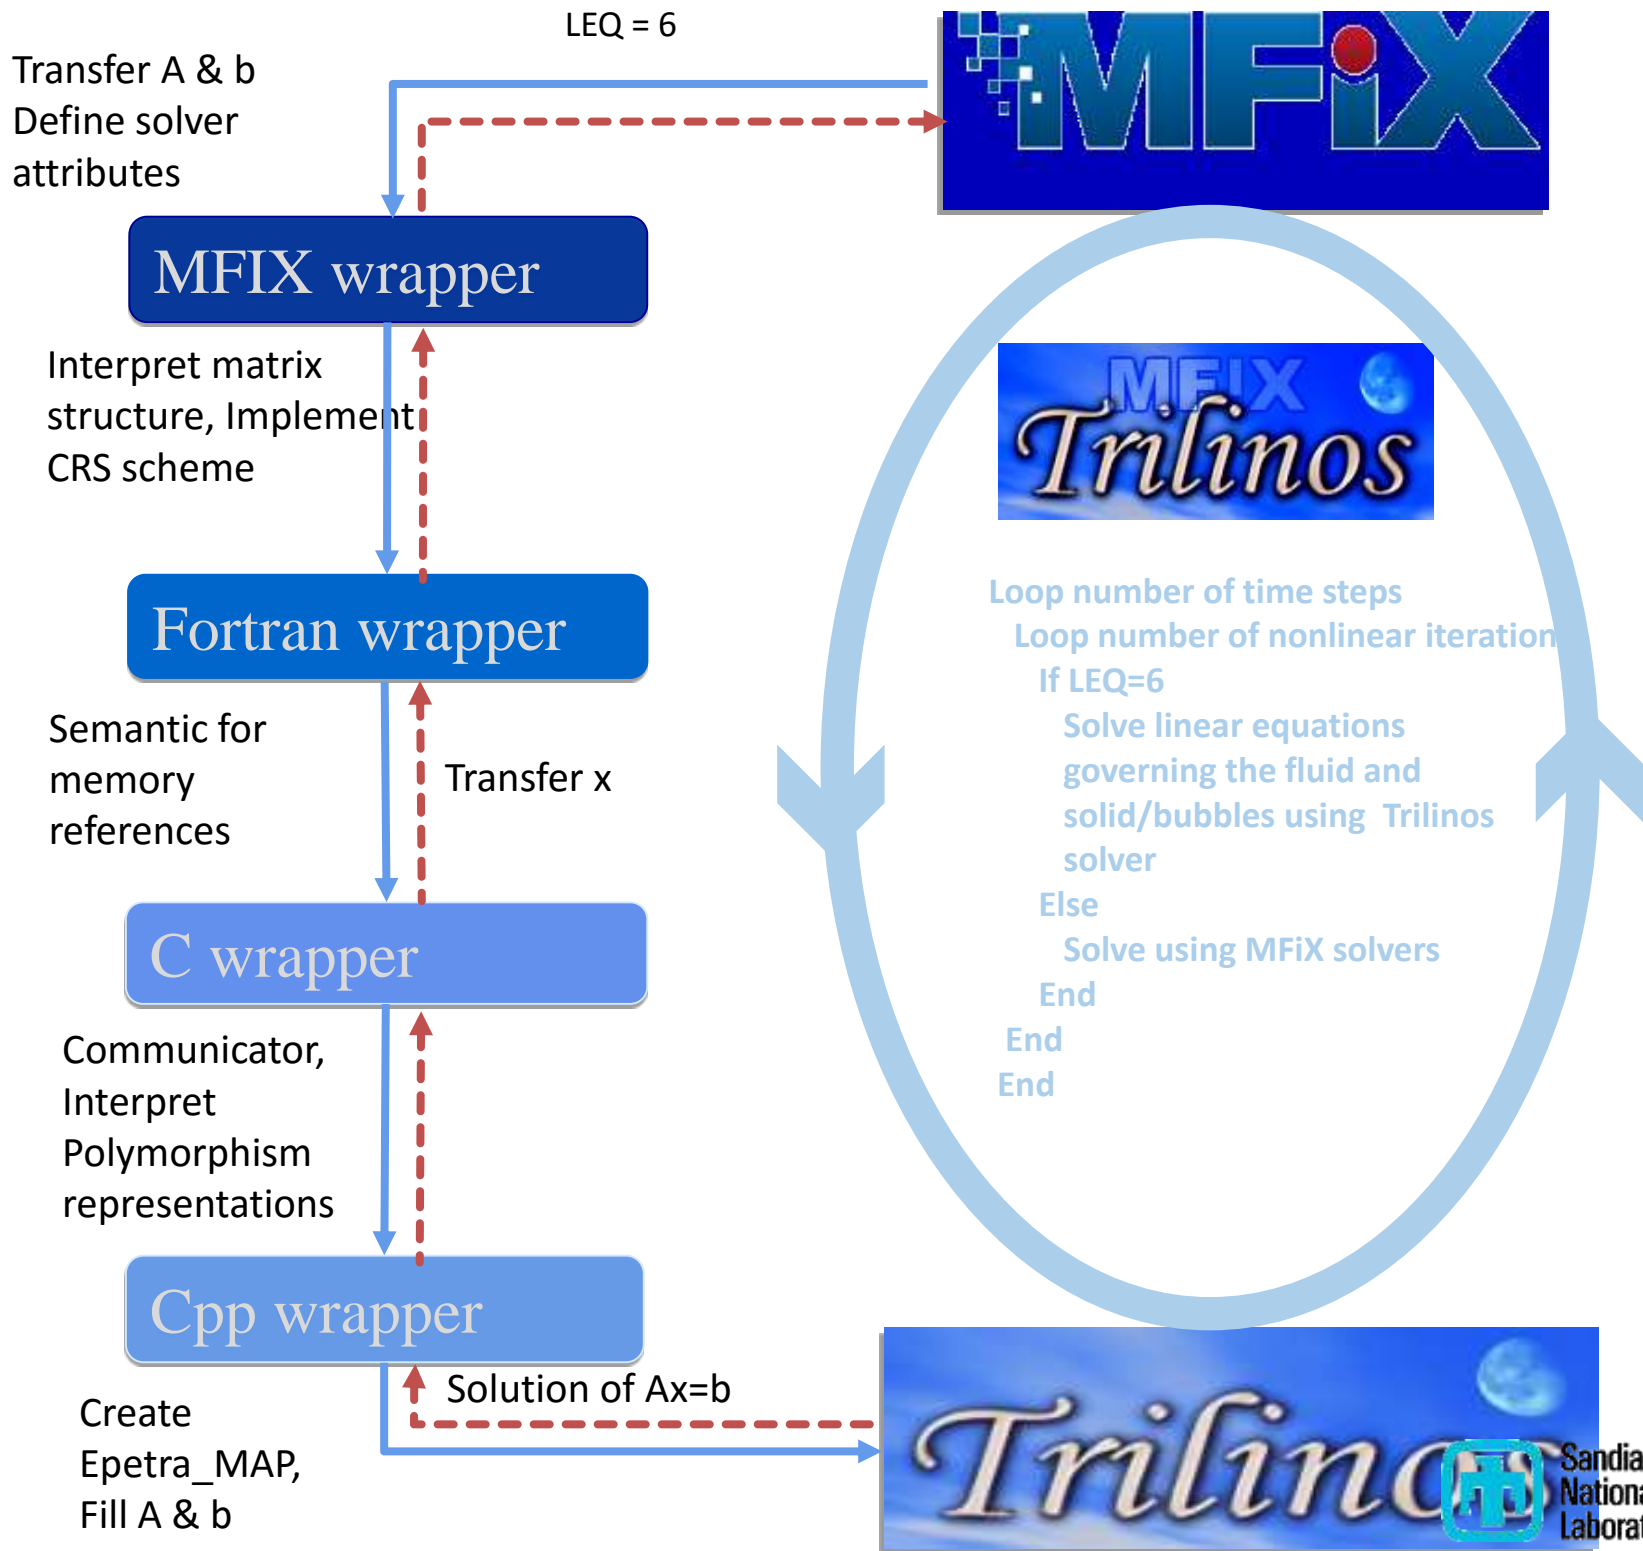 LEQ = 6
MFiX
Transfer A & b
Define solver
attributes
MFIX wrapper
Interpret matrix
structure, Implement
CRS scheme
Fortran wrapper
Semantic for
memory
references
Transfer x
C wrapper
Communicator,
Interpret
Polymorphism
representations
Cpp wrapper
Solution of Ax=b
Create
Epetra_MAP,
Fill A & b
MFIX
Trilinos
Loop number of time steps
Loop number of nonlinear iteration
If LEQ=6
Solve linear equations
governing the fluid and
solid/bubbles using Trilinos
solver
Else
Solve using MFiX solvers
End
End
End
Trilinos
Sandia
Nationa
Laborat